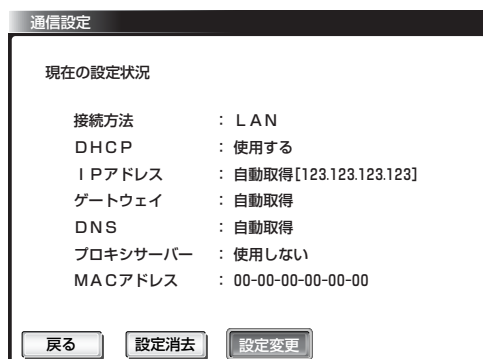 通信設定
現在の設定状況
接続方法 : ＬＡＮ
ＤＨＣＰ : 使用する
ＩＰアドレス : 自動取得[123.123.123.123]
ゲートウェイ : 自動取得
ＤＮＳ : 自動取得
プロキシサーバー : 使用しない
ＭＡＣアドレス : 00-00-00-00-00-00
戻る 設定消去 設定変更